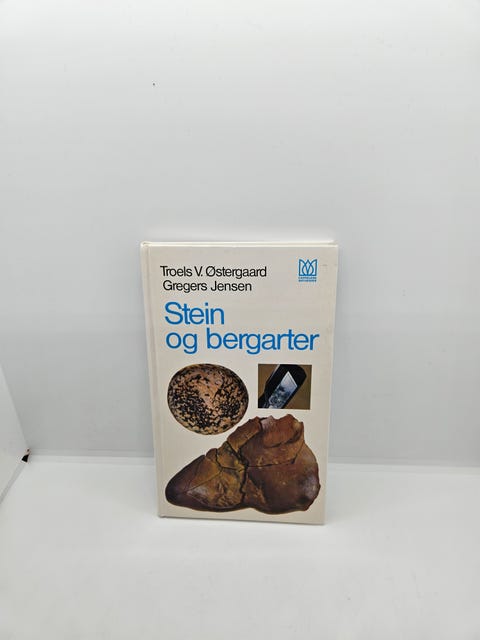 Troels V. Østergaard
Gregers Jensen
Stein
og bergarter